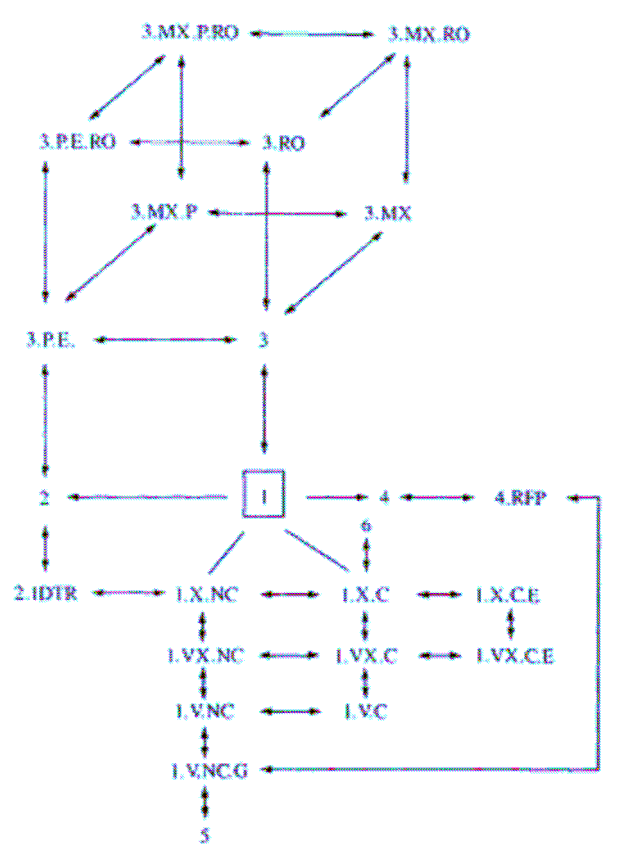 3.MX.P.RO 3.MX.RO
3.P.E.RO 3.RO
3.MX.P 3.MX
3.P.E. 3
2 1 4 4.RFP
6
2.IDTR 1.X.NC 1.X.C 1.X.C.E
1.VX.NC 1.VX.C 1.VX.C.E
1.V.NC 1.V.C
1.V.NC.G
5